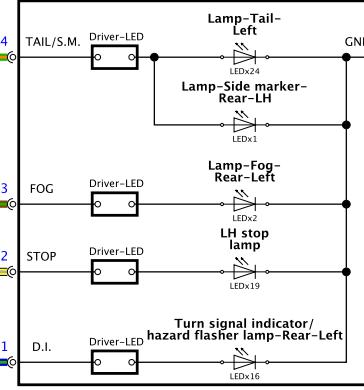 Lamp-Tail-
Left
4 TAIL/S.M. Driver-LED GN
LEDx24
Lamp-Side marker-
Rear-LH
LEDx1
Lamp-Fog-
Rear-Left
3 FOG Driver-LED
LEDx2
LH stop
lamp
2 STOP Driver-LED
LEDx19
Turn signal indicator/
hazard flasher lamp-Rear-Left
1 D.I. Driver-LED
LEDx16